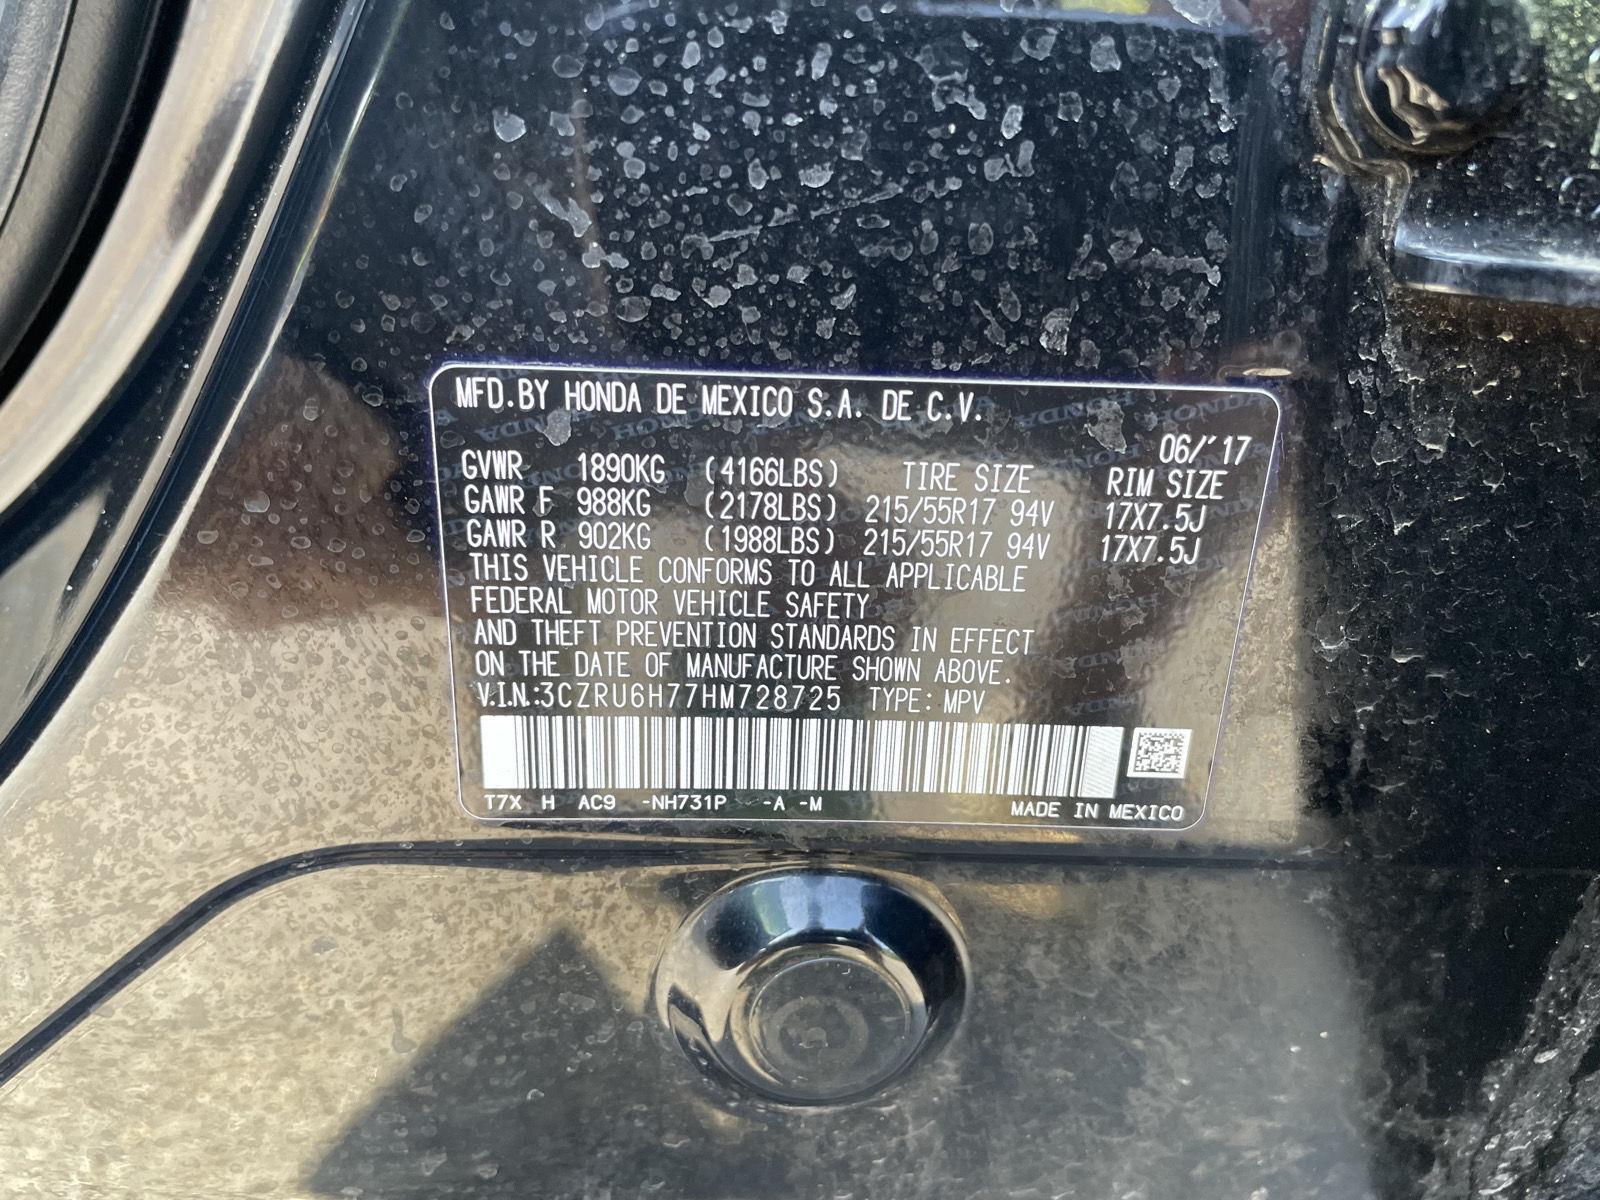 MFD.BY HONDA DE MEXICO S.A. DE C.V.
06/'17
GVWR 1890KG (4166LBS) TIRE SIZE RIM SIZE
GAWR F 988KG (2178LBS) 215/55R17 94V 17X7.5J
GAWR R 902KG (1988LBS) 215/55R17 94V 17X7.5J
THIS VEHICLE CONFORMS TO ALL APPLICABLE
FEDERAL MOTOR VEHICLE SAFETY
AND THEFT PREVENTION STANDARDS IN EFFECT
ON THE DATE OF MANUFACTURE SHOWN ABOVE.
V.I.N.:3CZRU6H77HM728725 TYPE: MPV
T7X H AC9 -NH731P -A -M MADE IN MEXICO